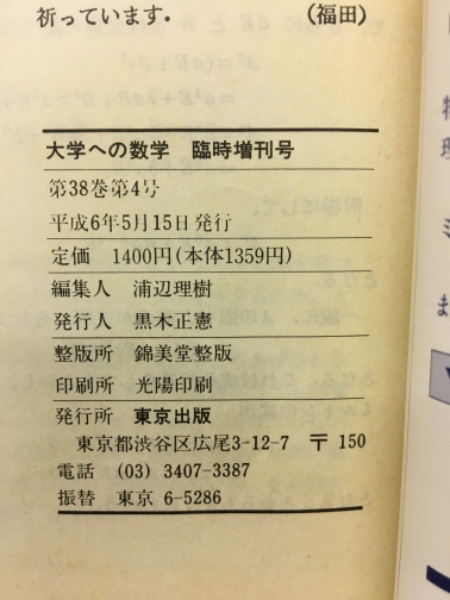 祈っています.
(福田)
大学への数学 臨時増刊号
第38巻第4号
平成6年5月15日発行
定価 1400円(本体1359円)
編集人 浦辺理樹
発行人 黒木正憲
整版所 錦美堂整版
印刷所 光陽印刷
発行所 東京出版
東京都渋谷区広尾3-12-7 〒150
電話 (03) 3407-3387
振替 東京 6-5286